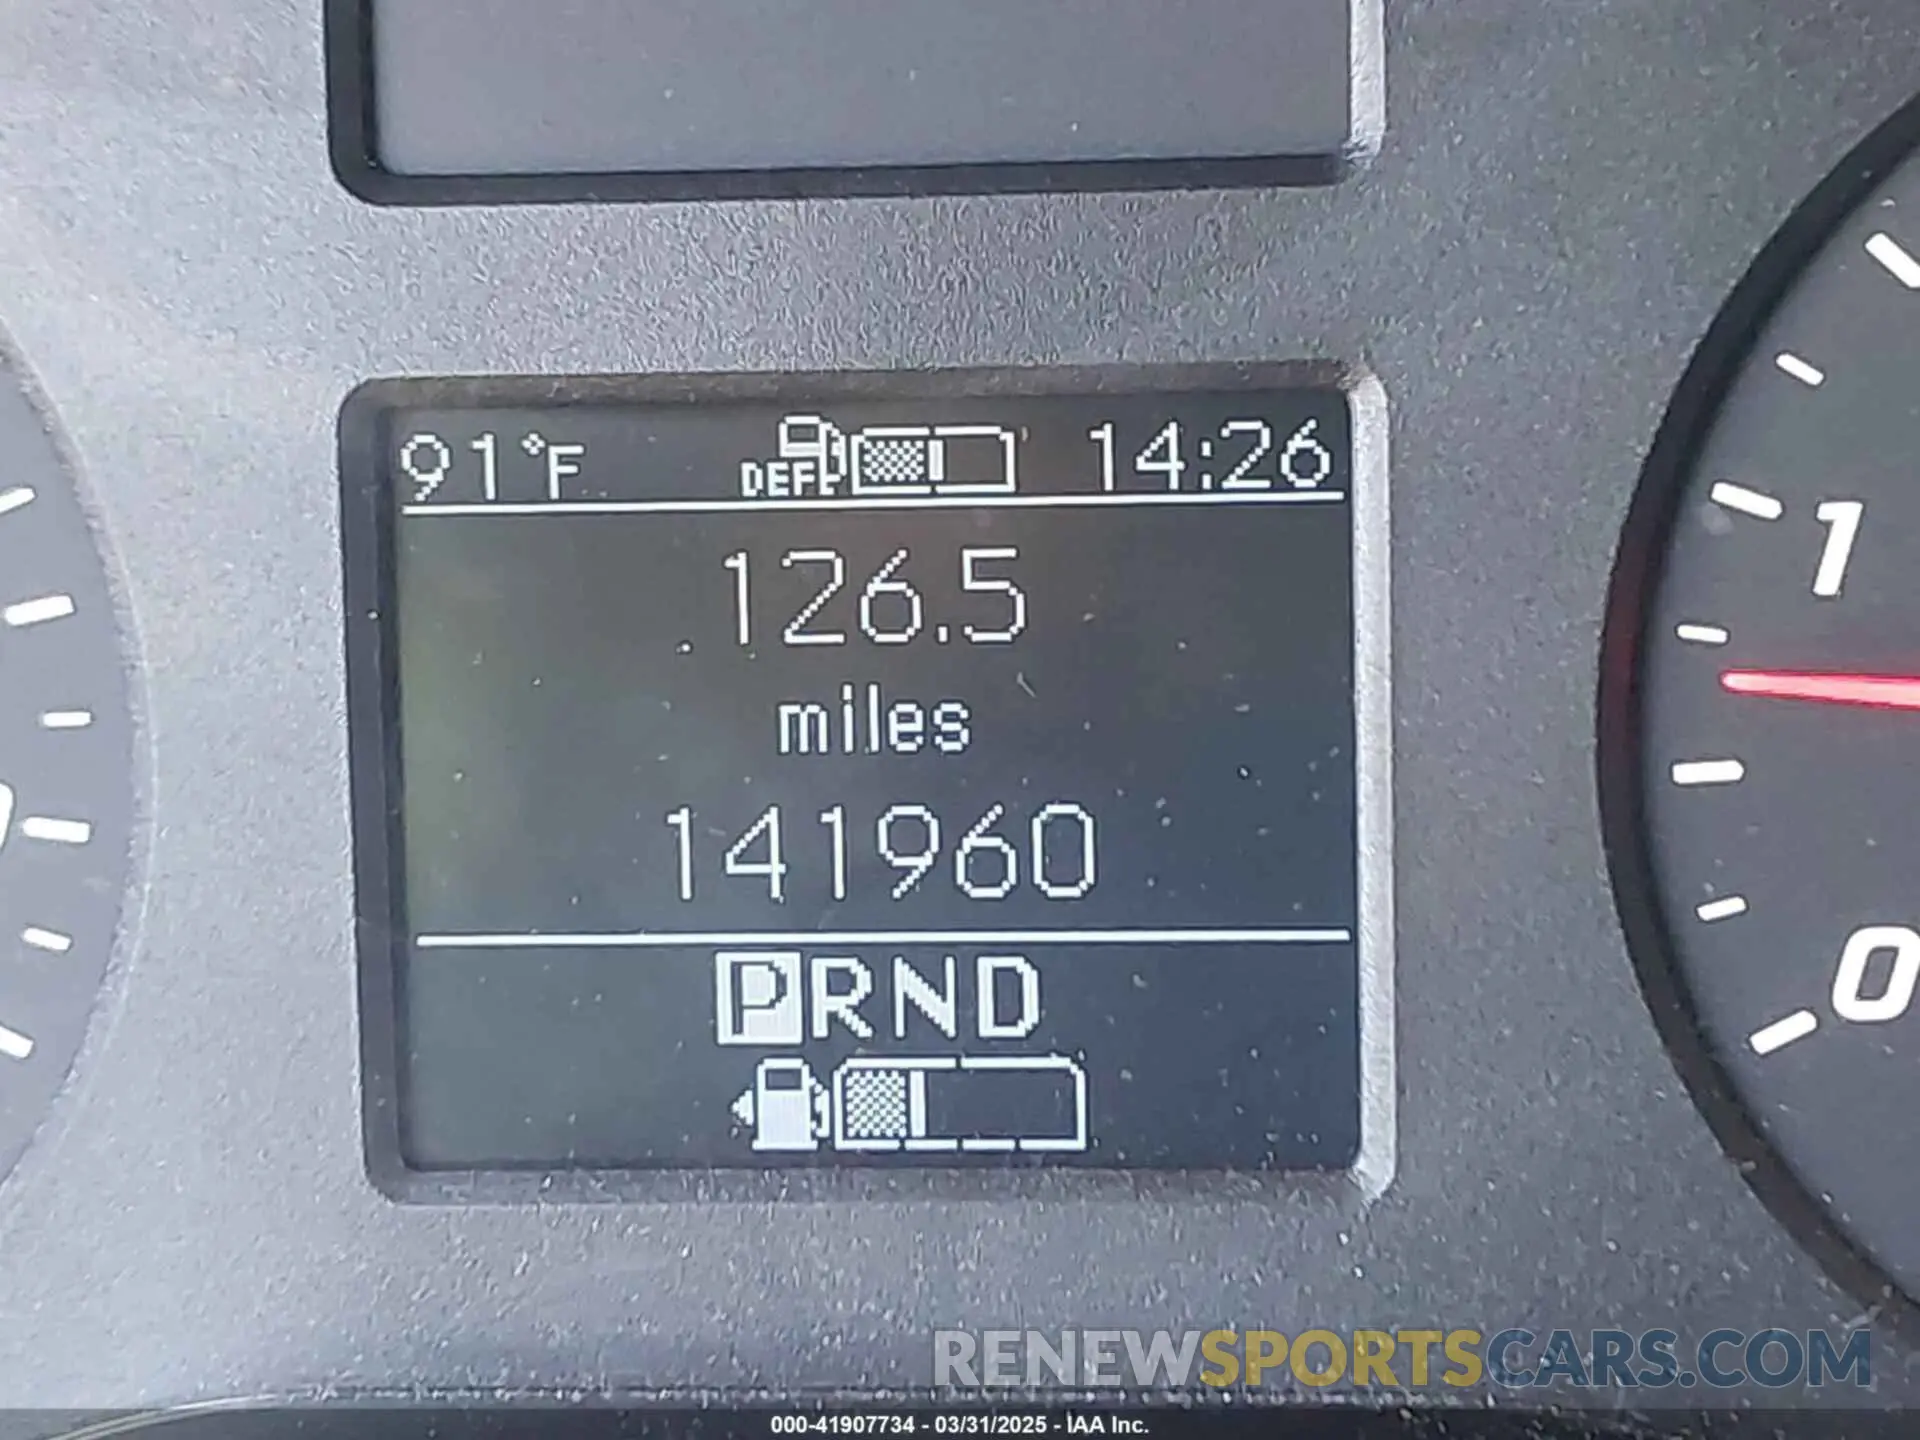 91°F DEF 14:26
126.5
miles
141960
PRND
1
0
RENEWSPORTSCARS.COM
000-41907734 - 03/31/2025 - IAA Inc.